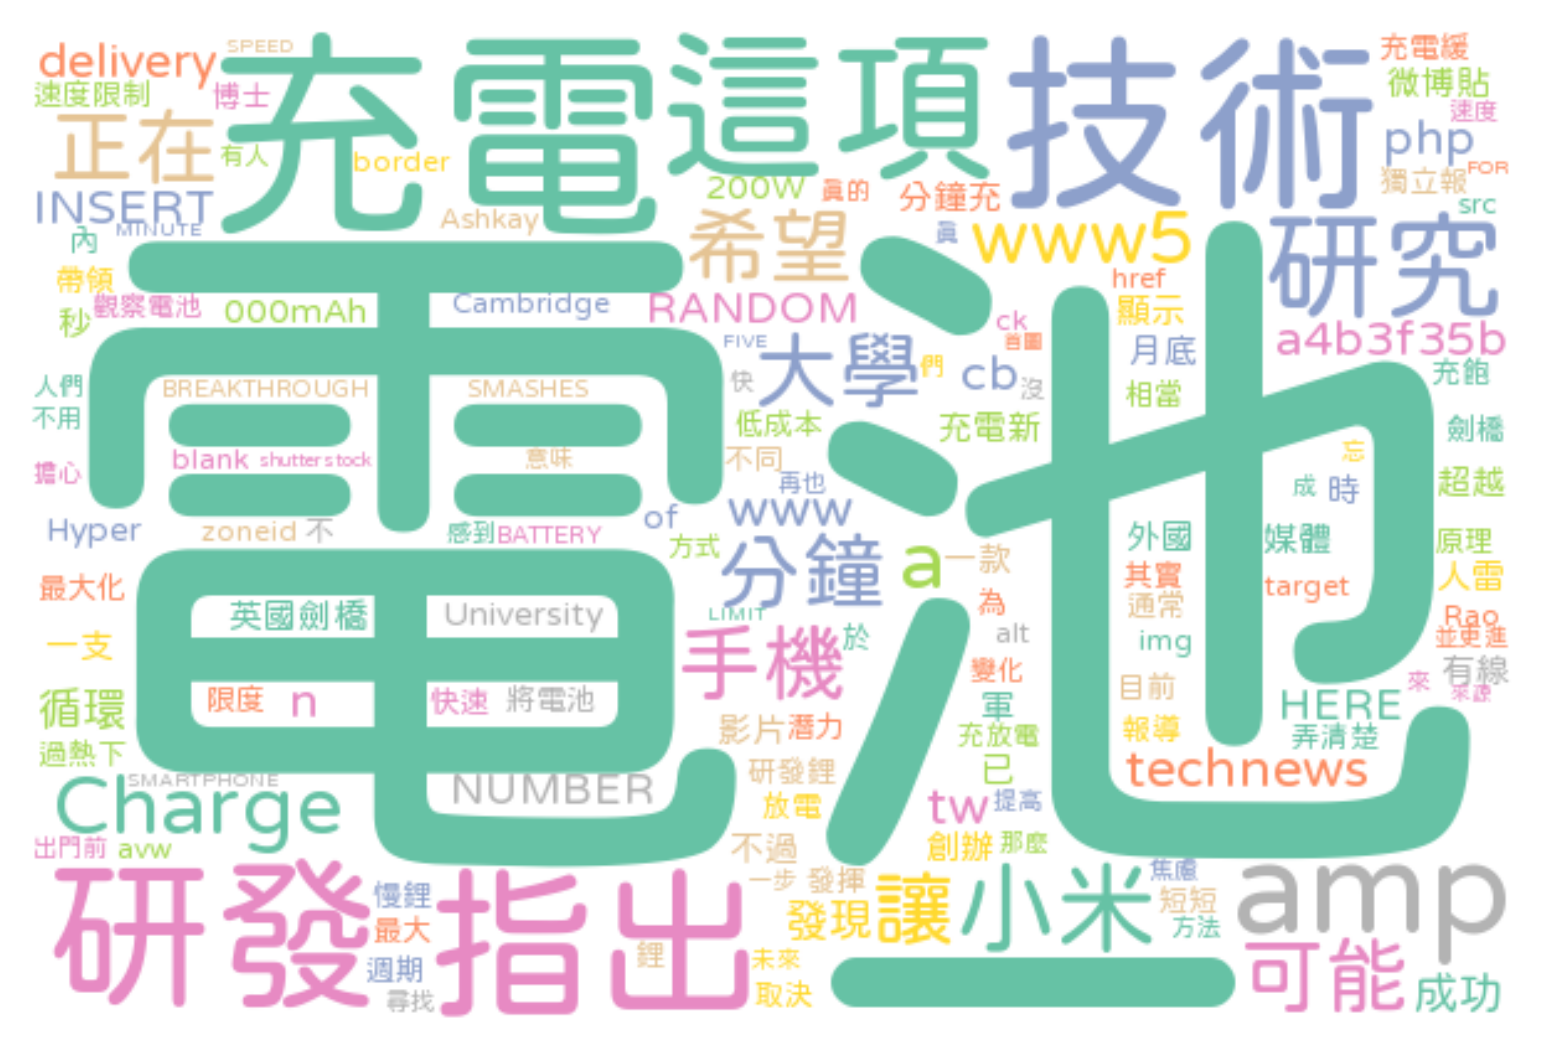 delivery
SPEED
充電
這項
技術
充電緩
速度限制
博士
微博貼
速度
正在
有人
border
php
200W
眞的
分鐘充
獨立報
FOR
INSERT
Ashkay
希望
src
MINUTE
內
眞
www5
研究
電池
帶領
href
觀察電池
000mAh
Cambridge
RANDOM
顯示
秒
ck
a4b3f35b
FIVE
大學
首圖
月底
們
人們
BREAKTHROUGH
SMASHES
快
cb
沒
充飽
相當
不用
低成本
充電新
劍橋
擔心
blank
shutterstock
意味
不同
忘
再也
成
時
超越
Hyper
zoneid
不
感到
BATTERY
of
www
方式
外國
媒體
原理
分鐘
a
一款
最大化
其實
target
人雷
英國劍橋
University
LIMIT
為
通常
Rao
一支
手機
於
alt
img
並更進
變化
有線
限度
n
快速
將電池
目前
來
來源
循環
軍
HERE
影片
潛力
充放電
報導
弄清楚
過熱下
研發鋰
已
technews
SMARTPHONE
Charge
NUMBER
放電
tw
提高
出門前
avw
不過
創辦
那麼
研發
指出
一步
發揮
讓
小米
焦慮
amp
慢鋰
最大
發現
短短
方法
鋰
週期
未來
一
可能
尋找
取決
成功